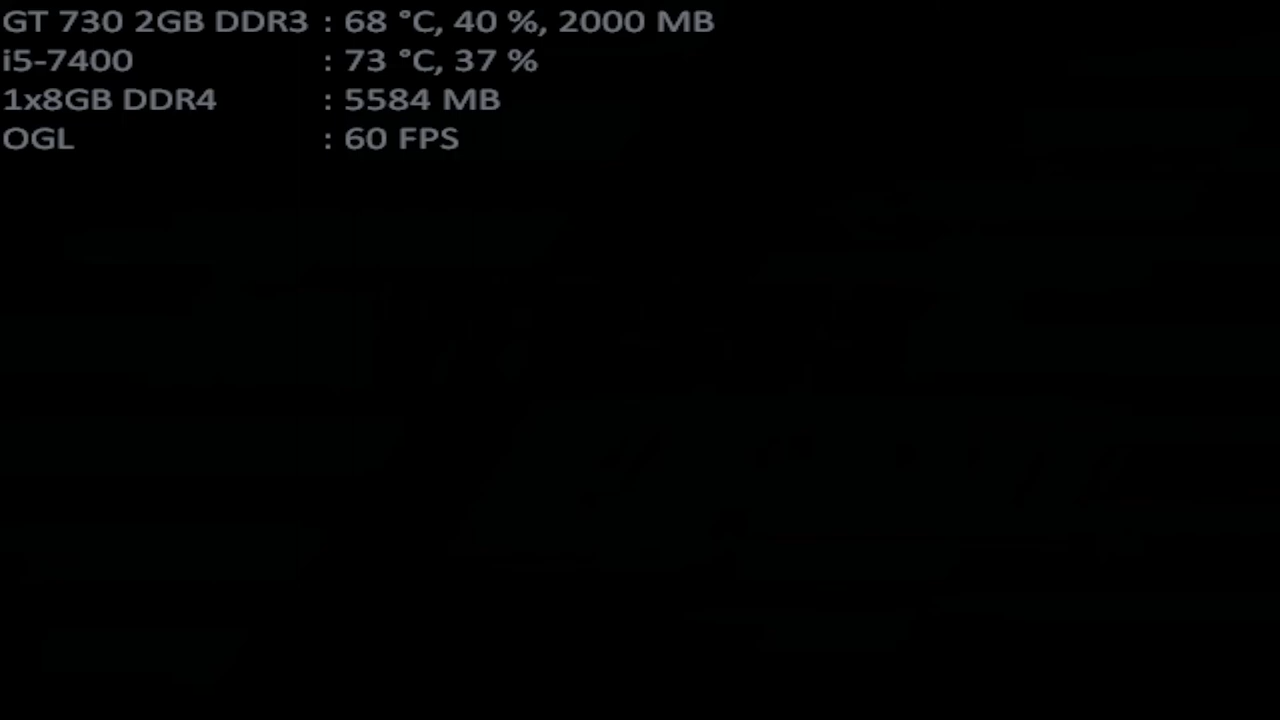 GT 730 2GB DDR3 : 68 °C, 40 %, 2000 MB
i5-7400 : 73 °C, 37 %
1x8GB DDR4 : 5584 MB
OGL : 60 FPS